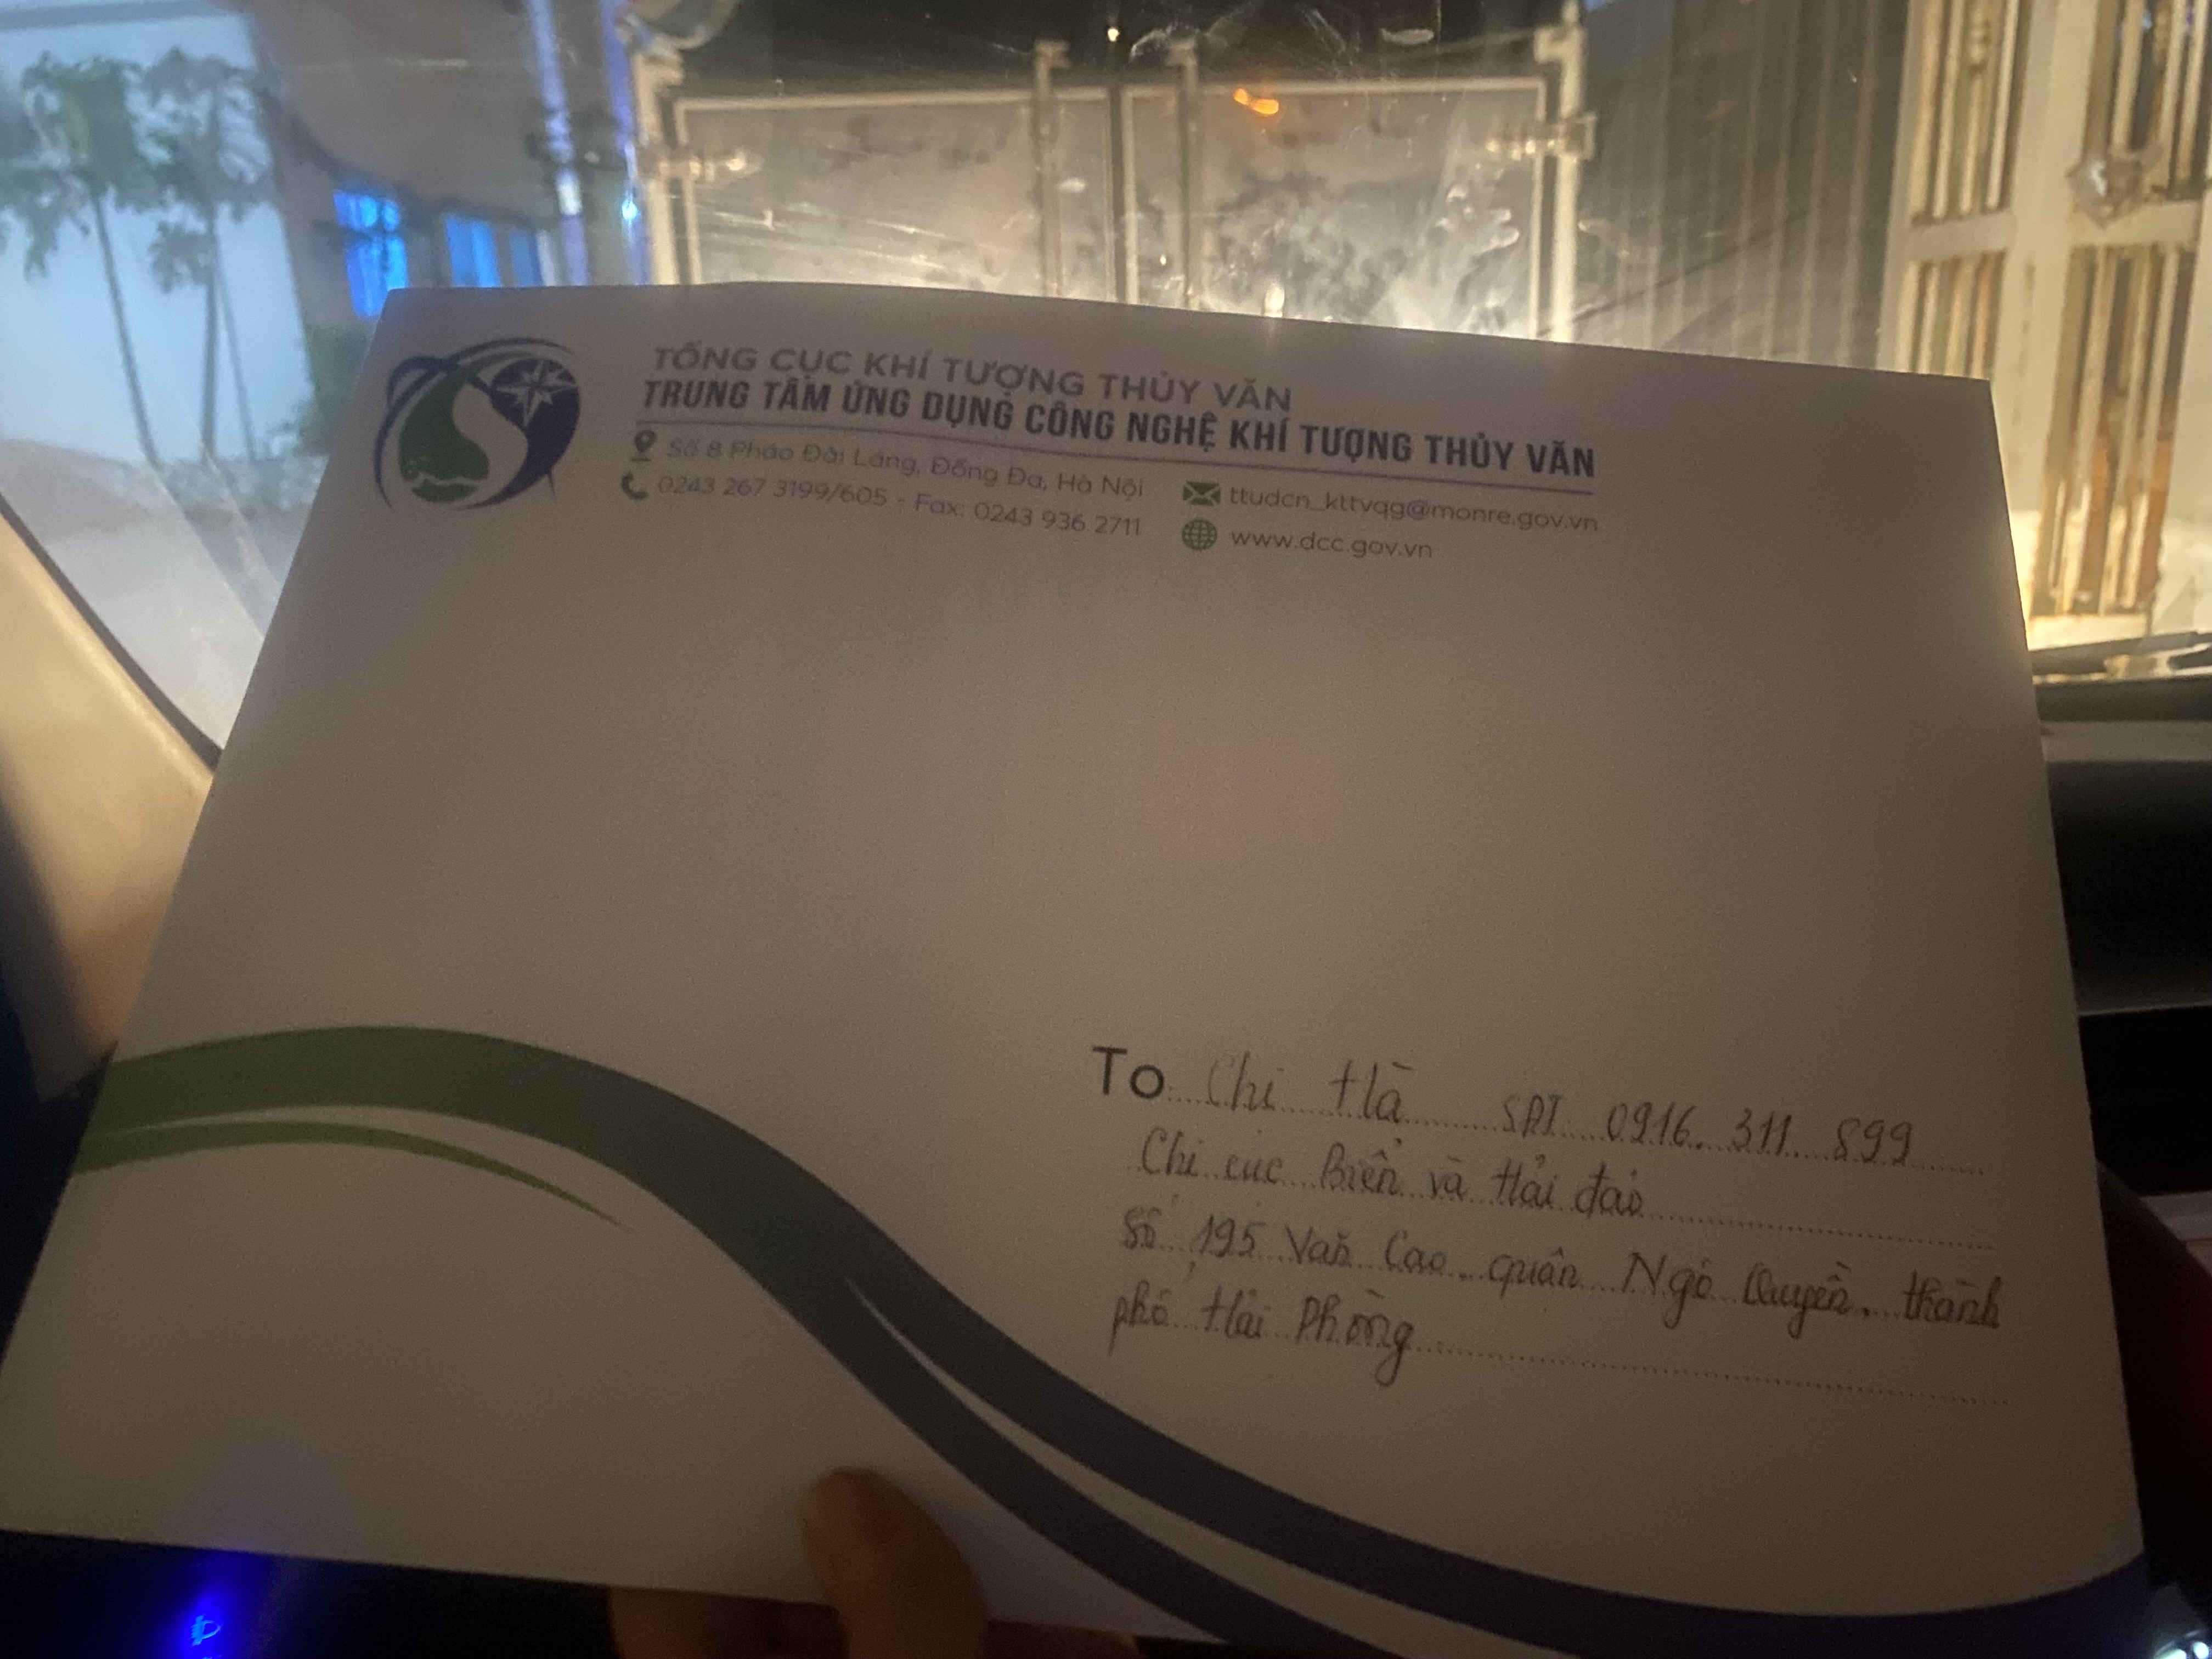 TỔNG CỤC KHÍ TƯỢNG THỦY VĂN
TRUNG TÂM ỨNG DỤNG CÔNG NGHỆ KHÍ TƯỢNG THỦY VĂN
Số 8 Pháo Đài Láng, Đống Đa, Hà Nội
0243 267 3199/605 - Fax: 0243 936 2711
ttudcn_kttvqg@monre.gov.vn
www.dcc.gov.vn
To Chi Hà SĐT 0916.311.899
Chi cục Biển và Hải đảo
Số 195 Văn Cao, quận Ngô Quyền, thành
phố Hải Phòng